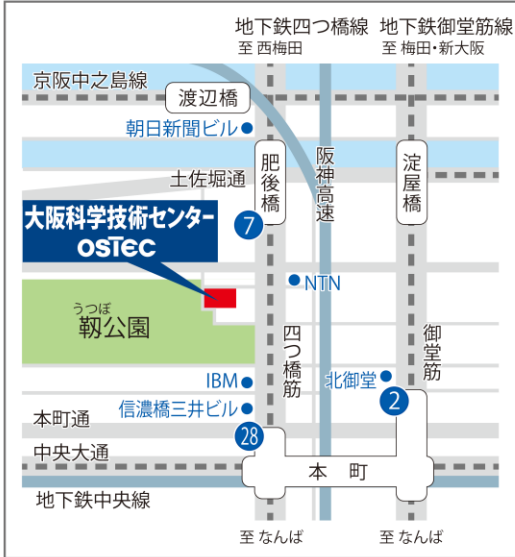 地下鉄四つ橋線
至 西梅田
地下鉄御堂筋線
至 梅田・新大阪
京阪中之島線
渡辺橋
朝日新聞ビル
土佐堀通
肥後橋
阪神高速
淀屋橋
大阪科学技術センター
OSTEC
7
NTN
うつぼ
靱公園
四つ橋筋
御堂筋
IBM
北御堂
2
信濃橋三井ビル
本町通
28
中央大通
本町
地下鉄中央線
至 なんば
至 なんば